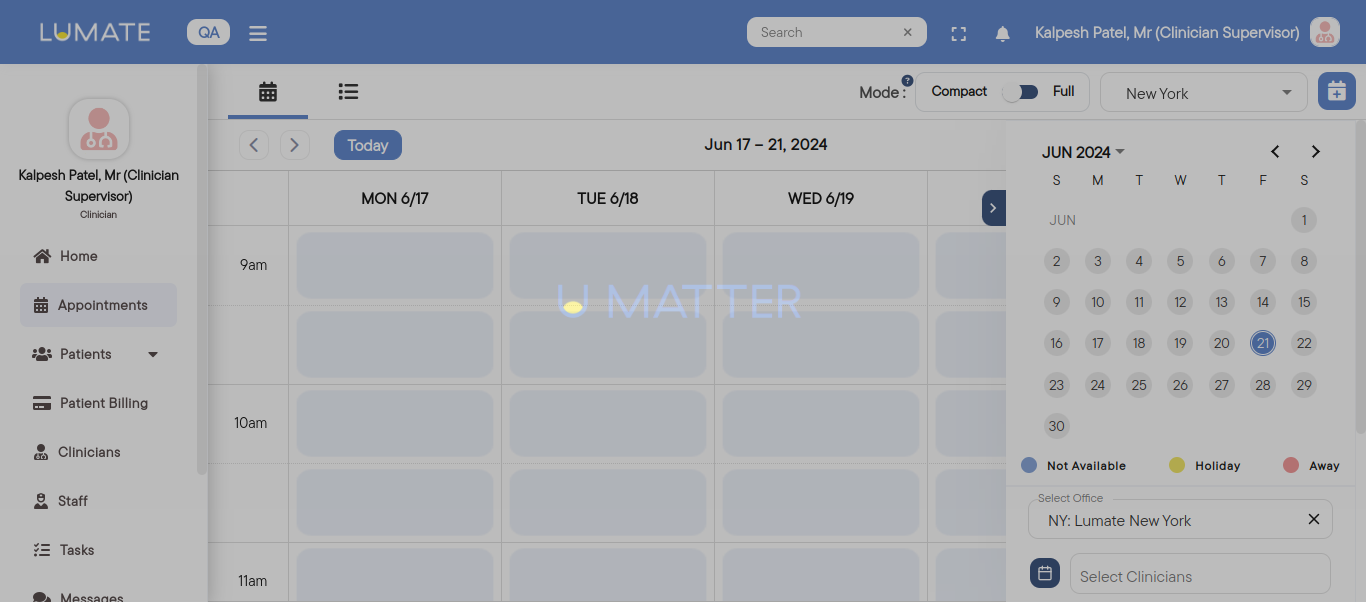 LUMATE
QA
Search
Kalpesh Patel, Mr (Clinician Supervisor)
Kalpesh Patel, Mr (Clinician
Supervisor)
Clinician
Home
Appointments
Patients
Patient Billing
Clinicians
Staff
Tasks
Messages
Mode :
?
Compact
Full
New York
Today
Jun 17 – 21, 2024
MON 6/17
TUE 6/18
WED 6/19
9am
10am
11am
U MATTER
JUN 2024
S M T W T F S
JUN 1
2 3 4 5 6 7 8
9 10 11 12 13 14 15
16 17 18 19 20 21 22
23 24 25 26 27 28 29
30
Not Available
Holiday
Away
Select Office
NY: Lumate New York
Select Clinicians